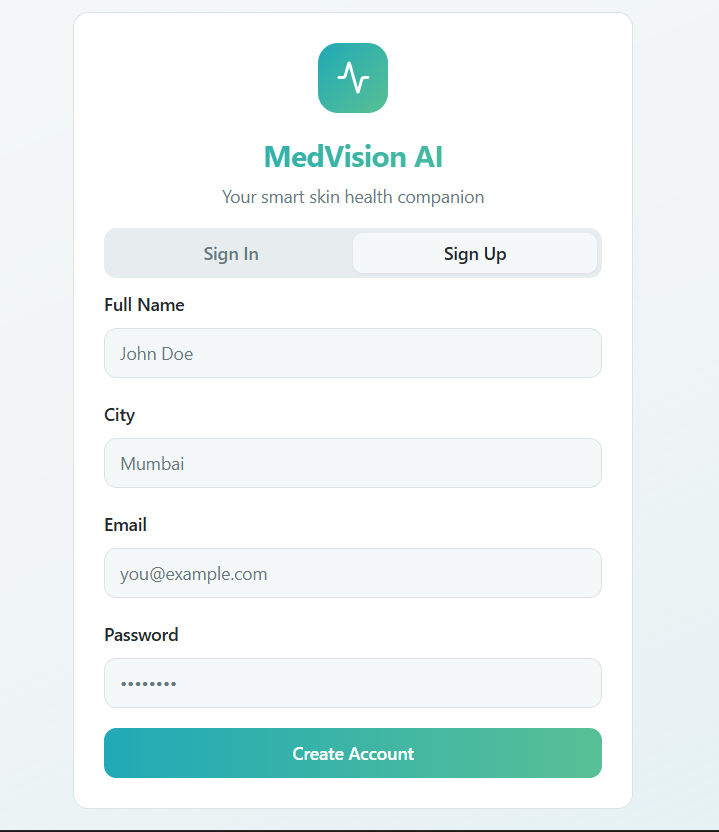 MedVision AI
Your smart skin health companion
Sign In Sign Up
Full Name
John Doe
City
Mumbai
Email
you@example.com
Password
••••••••
Create Account